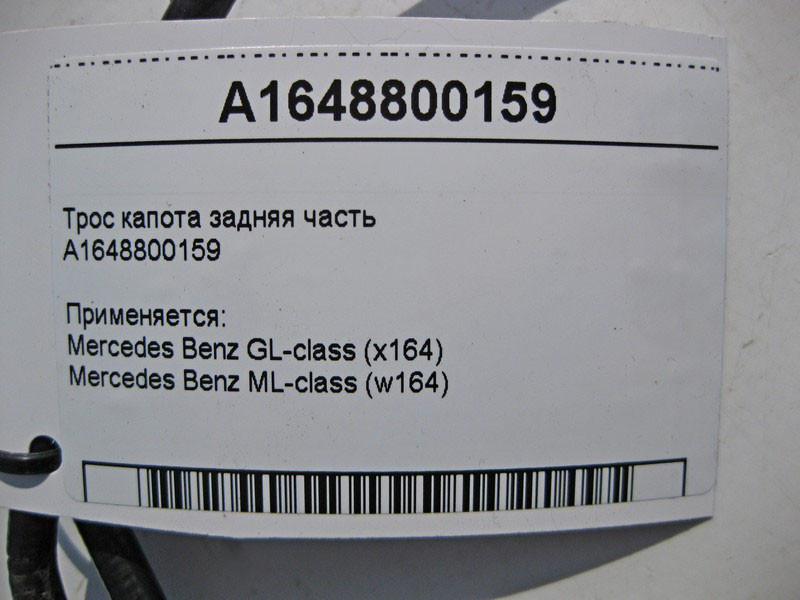 A1648800159
Трос капота задняя часть
A1648800159
Применяется:
Mercedes Benz GL-class (x164)
Mercedes Benz ML-class (w164)